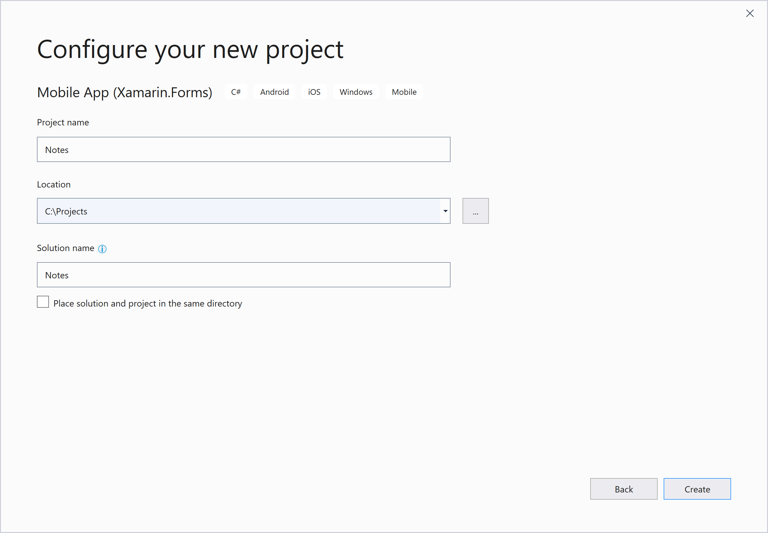 Configure your new project
Mobile App (Xamarin.Forms) C# Android iOS Windows Mobile
Project name
Notes
Location
C:\Projects
...
Solution name
Notes
Place solution and project in the same directory
Back Create